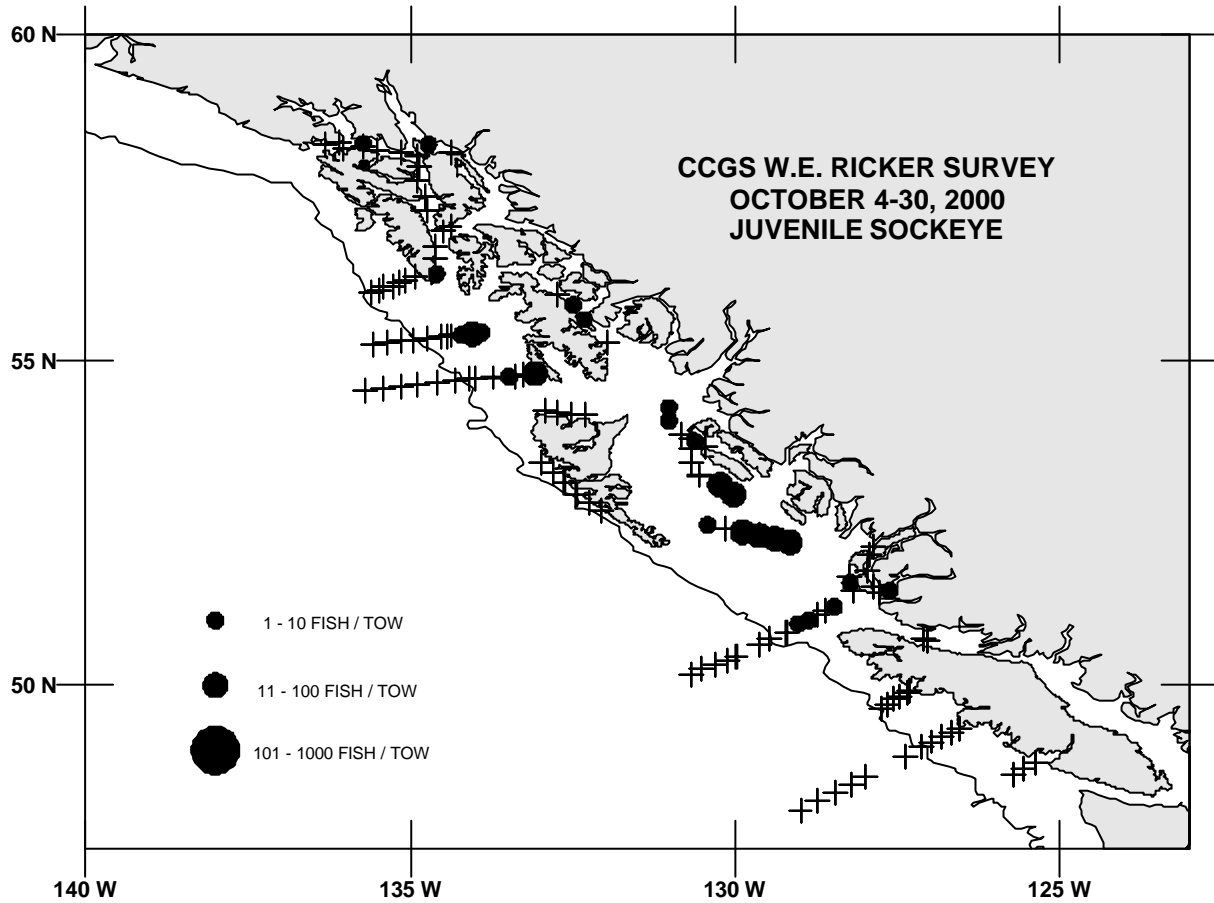 60 N
CCGS W.E. RICKER SURVEY
OCTOBER 4-30, 2000
JUVENILE SOCKEYE
55 N
1 - 10 FISH / TOW
50 N
11 - 100 FISH / TOW
101 - 1000 FISH / TOW
140 W
135 W
130 W
125 W